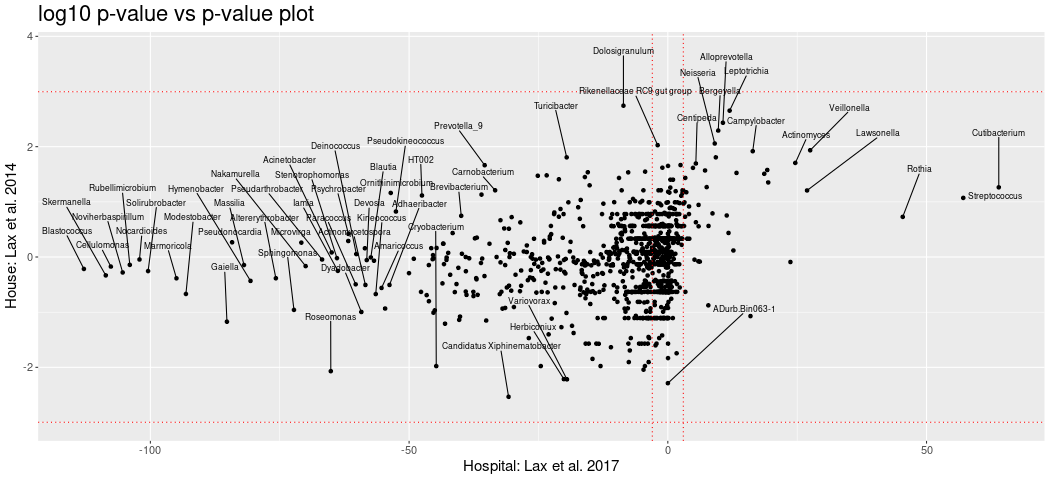 log10 p-value vs p-value plot
House: Lax et al. 2014
4
2
0
-2
Dolosigranulum
Alloprevotella
Neisseria
Leptotrichia
Rikenellaceae RC9 gut group
Bergeyella
Turicibacter
Veillonella
Centipeda
Campylobacter
Prevotella_9
Actinomyces
Lawsonella
Cutibacterium
Pseudokineococcus
Deinococcus
HT002
Acinetobacter
Blautia
Carnobacterium
Rothia
Nakamurella
Stenotrophomonas
Ornithinimicrobium
Brevibacterium
Rubellimicrobium
Hymenobacter
Pseudarthrobacter
Psychrobacter
Streptococcus
Skermanella
Solirubrobacter
Massilia
Iamia
Devosia
Adhaeribacter
Noviherbaspirillum
Modestobacter
Altererythrobacter
Paracoccus
Kineococcus
Blastococcus
Nocardioides
Pseudonocardia
Microvirga
Actinomycetospora
Cryobacterium
Cellulomonas
Marmoricola
Sphingomonas
Amaricoccus
Gaiella
Dyadobacter
Roseomonas
Variovorax
ADurb.Bin063-1
Herbiconiux
Candidatus Xiphinematobacter
-100
-50
0
50
Hospital: Lax et al. 2017